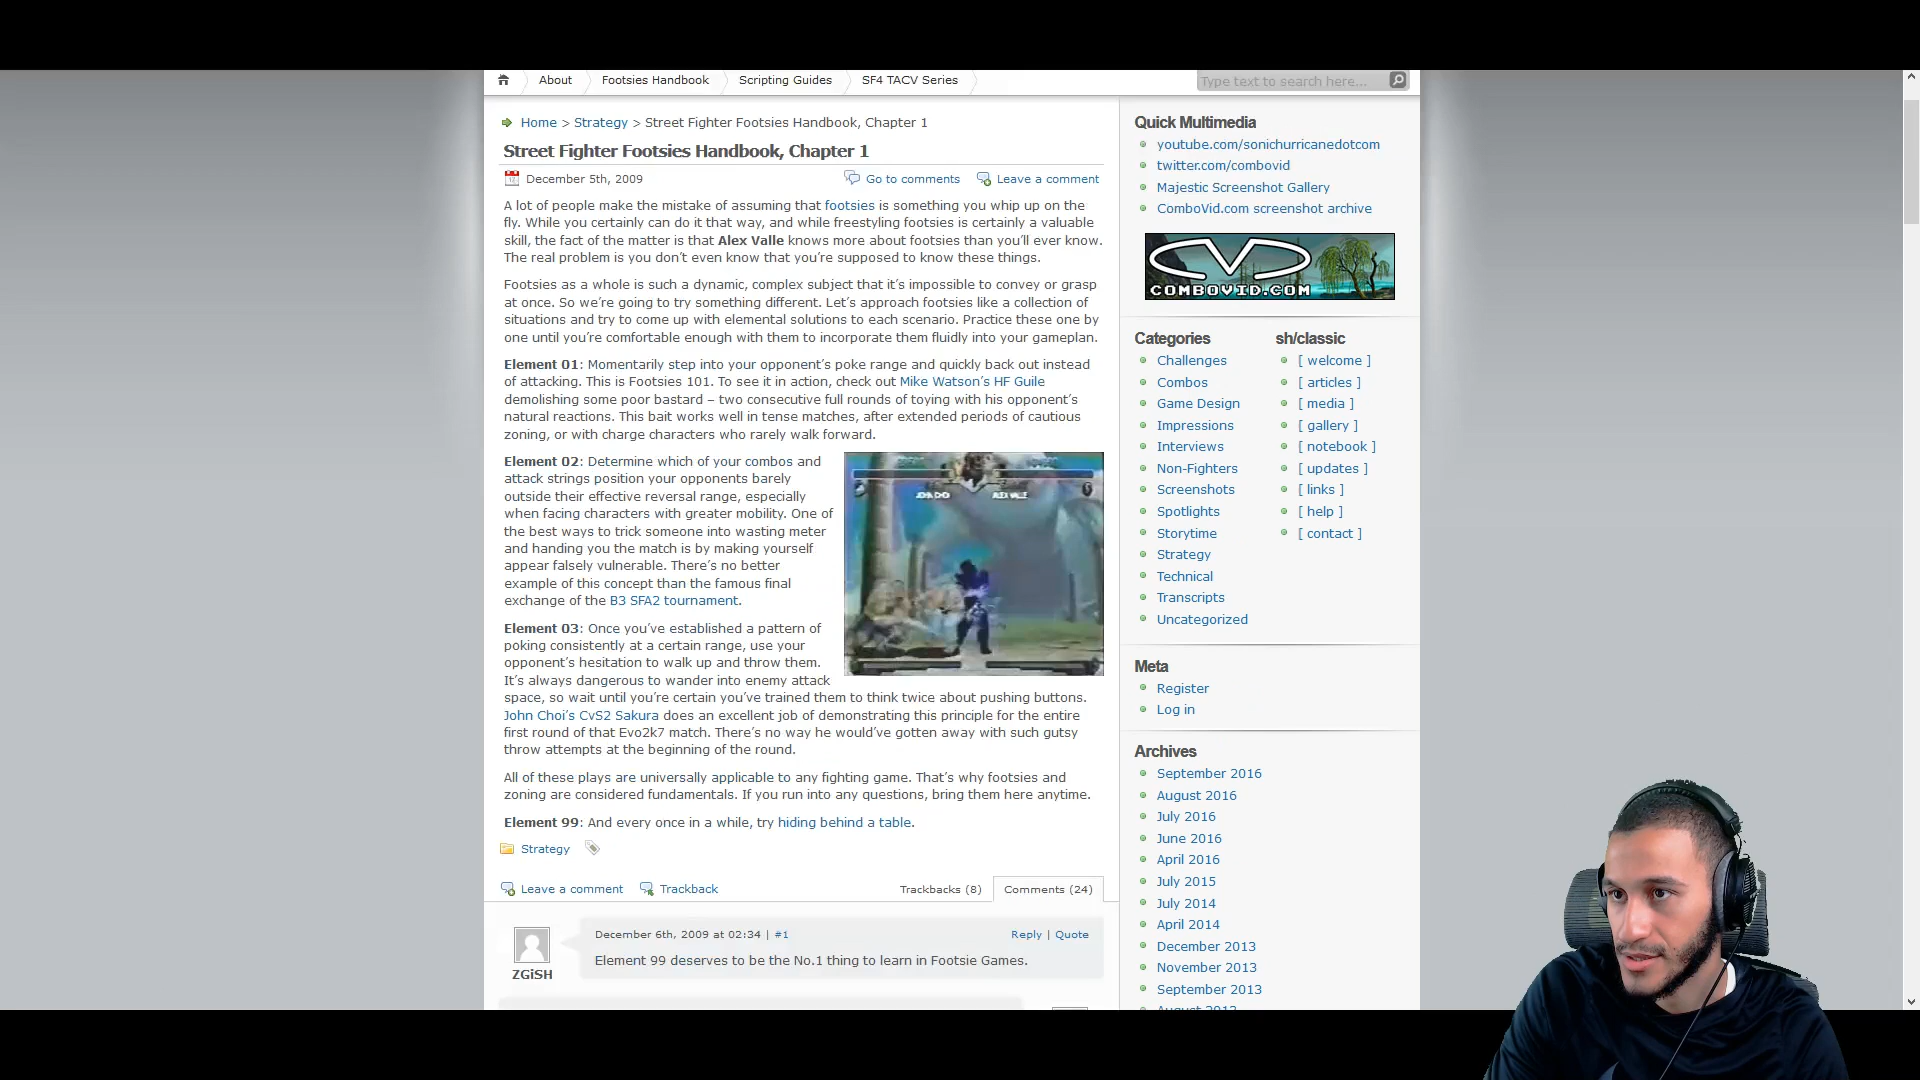 About
Footsies Handbook
Scripting Guides
SF4 TACV Series
Type text to search here...
Home > Strategy > Street Fighter Footsies Handbook, Chapter 1
Street Fighter Footsies Handbook, Chapter 1
December 5th, 2009
Go to comments
Leave a comment
A lot of people make the mistake of assuming that footsies is something you whip up on the
fly. While you certainly can do it that way, and while freestyling footsies is certainly a valuable
skill, the fact of the matter is that Alex Valle knows more about footsies than you'll ever know.
The real problem is you don't even know that you're supposed to know these things.
Footsies as a whole is such a dynamic, complex subject that it's impossible to convey or grasp
at once. So we're going to try something different. Let's approach footsies like a collection of
situations and try to come up with elemental solutions to each scenario. Practice these one by
one until you're comfortable enough with them to incorporate them fluidly into your gameplan.
Element 01: Momentarily step into your opponent's poke range and quickly back out instead
of attacking. This is Footsies 101. To see it in action, check out Mike Watson's HF Guile
demolishing some poor bastard – two consecutive full rounds of toying with his opponent's
natural reactions. This bait works well in tense matches, after extended periods of cautious
zoning, or with charge characters who rarely walk forward.
Element 02: Determine which of your combos and
attack strings position your opponents barely
outside their effective reversal range, especially
when facing characters with greater mobility. One of
the best ways to trick someone into wasting meter
and handing you the match is by making yourself
appear falsely vulnerable. There's no better
example of this concept than the famous final
exchange of the B3 SFA2 tournament.
JOHN CHOI
ALEX VALLE
Element 03: Once you've established a pattern of
poking consistently at a certain range, use your
opponent's hesitation to walk up and throw them.
It's always dangerous to wander into enemy attack
space, so wait until you're certain you've trained them to think twice about pushing buttons.
John Choi's CvS2 Sakura does an excellent job of demonstrating this principle for the entire
first round of that Evo2k7 match. There's no way he would've gotten away with such gutsy
throw attempts at the beginning of the round.
All of these plays are universally applicable to any fighting game. That's why footsies and
zoning are considered fundamentals. If you run into any questions, bring them here anytime.
Element 99: And every once in a while, try hiding behind a table.
Strategy
Leave a comment
Trackback
Trackbacks (8)
Comments (24)
December 6th, 2009 at 02:34 | #1
Reply | Quote
ZGiSH
Element 99 deserves to be the No.1 thing to learn in Footsie Games.
Quick Multimedia
youtube.com/sonichurricanedotcom
twitter.com/combovid
Majestic Screenshot Gallery
ComboVid.com screenshot archive
COMBOVID.COM
Categories
Challenges
Combos
Game Design
Impressions
Interviews
Non-Fighters
Screenshots
Spotlights
Storytime
Strategy
Technical
Transcripts
Uncategorized
sh/classic
[ welcome ]
[ articles ]
[ media ]
[ gallery ]
[ notebook ]
[ updates ]
[ links ]
[ help ]
[ contact ]
Meta
Register
Log in
Archives
September 2016
August 2016
July 2016
June 2016
April 2016
July 2015
July 2014
April 2014
December 2013
November 2013
September 2013